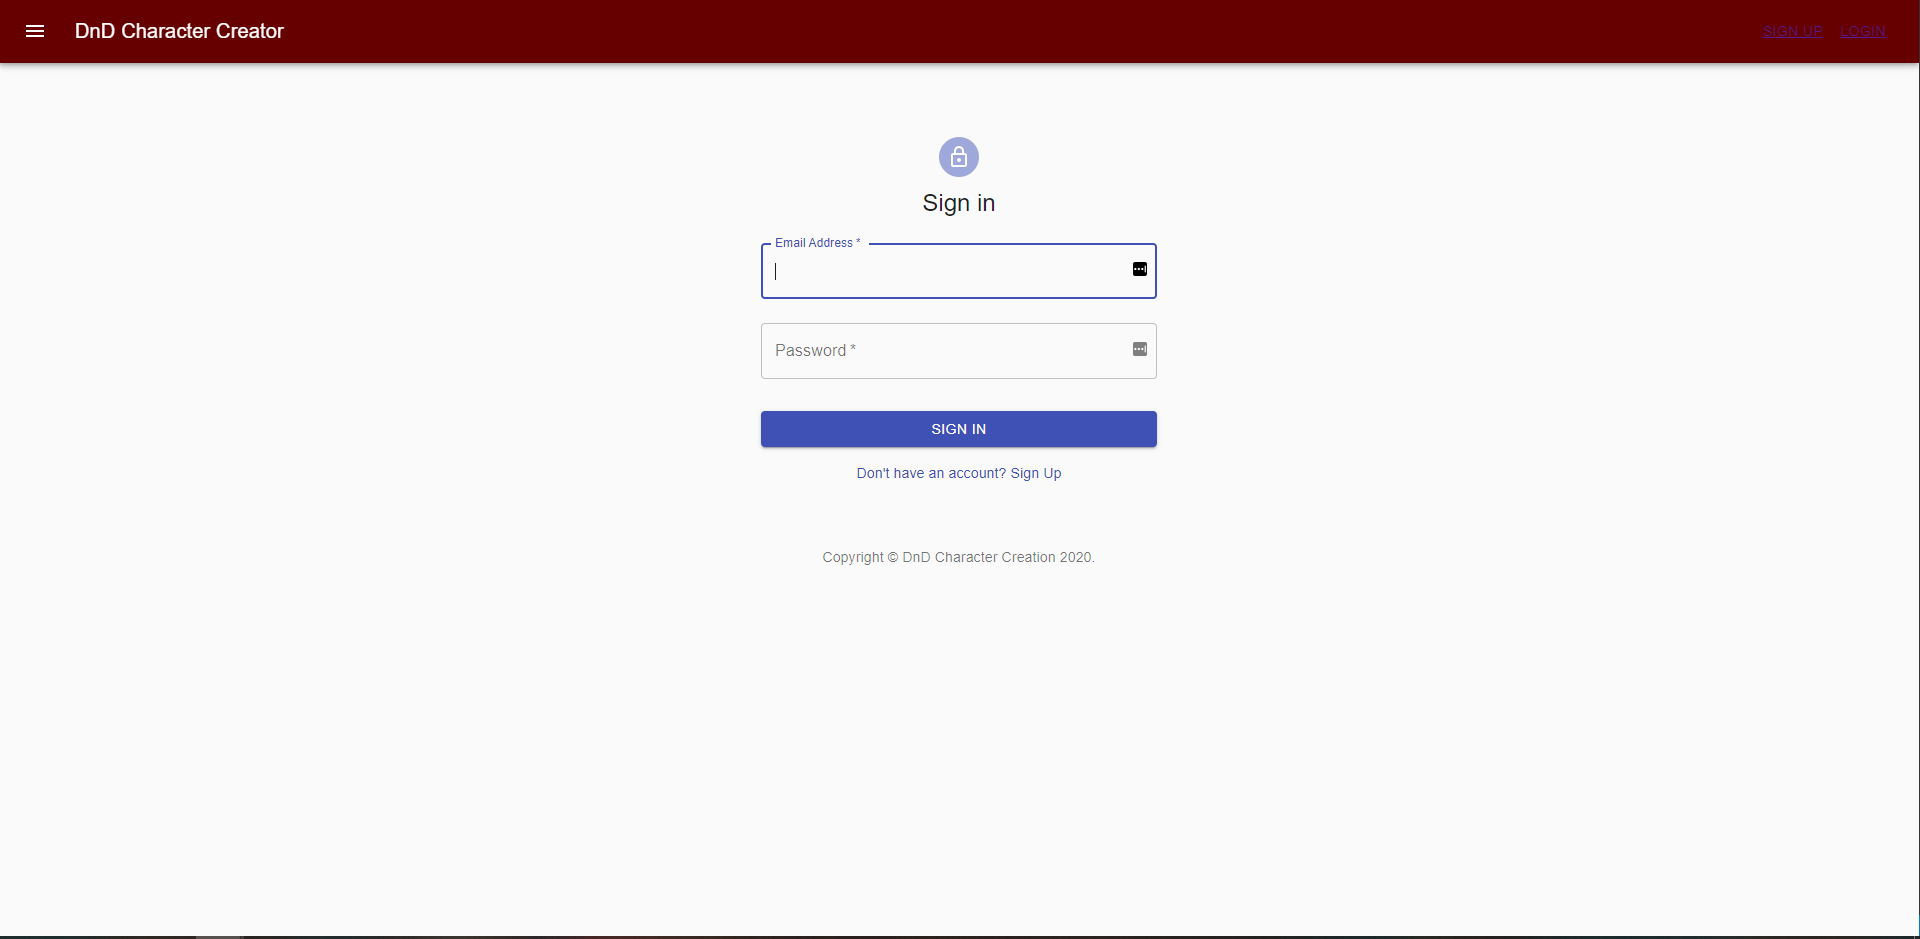 DnD Character Creator
SIGN UP LOGIN
Sign in
Email Address *
Password *
SIGN IN
Don't have an account? Sign Up
Copyright © DnD Character Creation 2020.